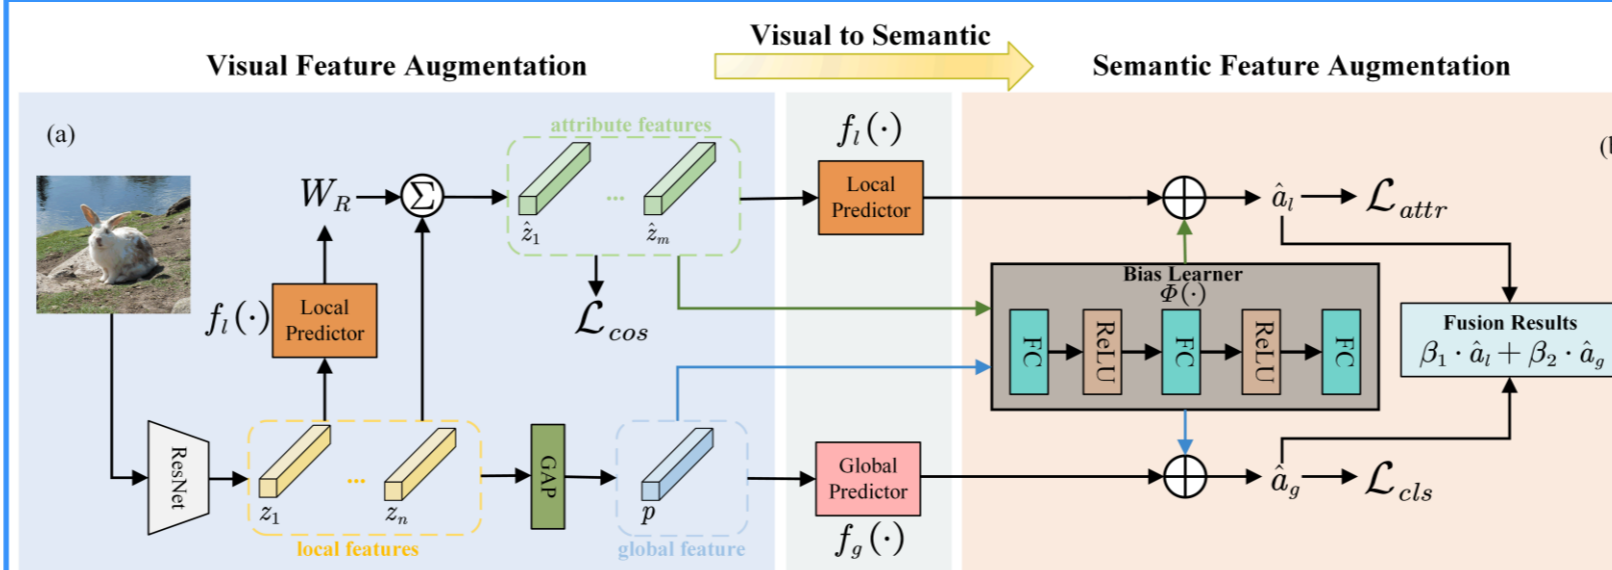 Visual to Semantic
Visual Feature Augmentation
Semantic Feature Augmentation
(a)
attribute features
f_l(·)
(b
W_R
Σ
...
ẑ_1
ẑ_m
Local
Predictor
â_l
ℒ_attr
f_l(·)
Local
Predictor
ℒ_cos
Bias Learner
Φ(·)
FC
ReLU
FC
ReLU
FC
Fusion Results
β_1 · â_l + β_2 · â_g
ResNet
...
z_1
z_n
local features
GAP
p
global feature
Global
Predictor
f_g(·)
â_g
ℒ_cls